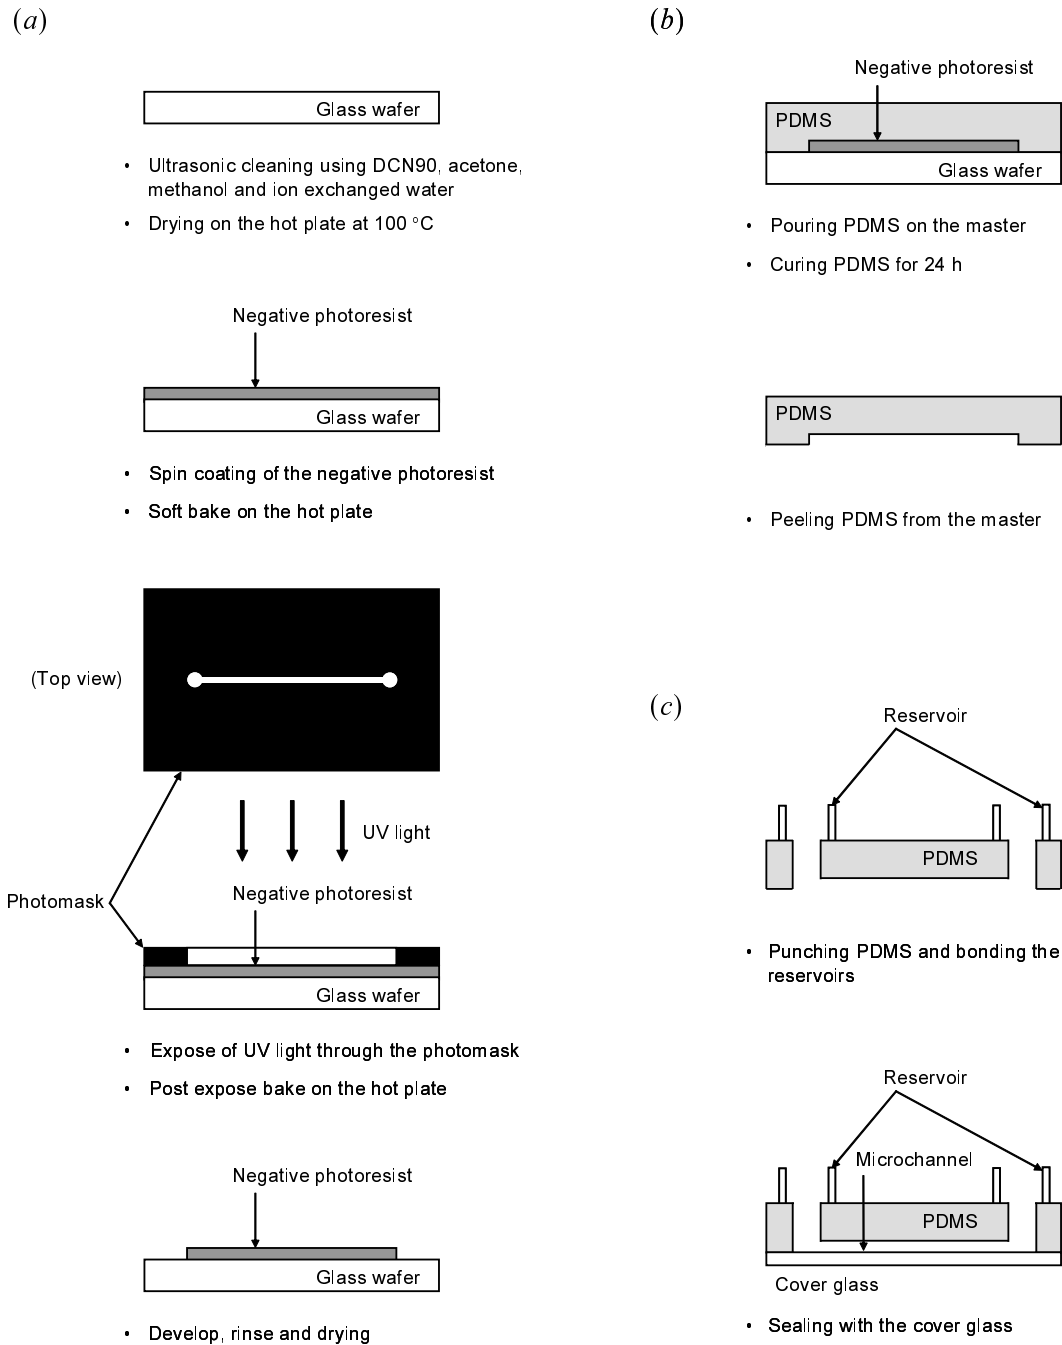 (a)
Glass wafer
• Ultrasonic cleaning using DCN90, acetone,
methanol and ion exchanged water
• Drying on the hot plate at 100 °C
Negative photoresist
Glass wafer
• Spin coating of the negative photoresist
• Soft bake on the hot plate
(Top view)
UV light
Negative photoresist
Photomask
Glass wafer
• Expose of UV light through the photomask
• Post expose bake on the hot plate
Negative photoresist
Glass wafer
• Develop, rinse and drying
(b)
Negative photoresist
PDMS
Glass wafer
• Pouring PDMS on the master
• Curing PDMS for 24 h
PDMS
• Peeling PDMS from the master
(c)
Reservoir
PDMS
• Punching PDMS and bonding the
reservoirs
Reservoir
Microchannel
PDMS
Cover glass
• Sealing with the cover glass